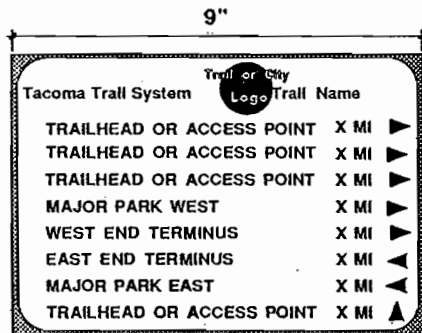 9"
Trail or City
Tacoma Trail System Logo Trail Name
TRAILHEAD OR ACCESS POINT X MI ►
TRAILHEAD OR ACCESS POINT X MI ►
TRAILHEAD OR ACCESS POINT X MI ►
MAJOR PARK WEST X MI ►
WEST END TERMINUS X MI ►
EAST END TERMINUS X MI ◄
MAJOR PARK EAST X MI ◄
TRAILHEAD OR ACCESS POINT X MI ▲